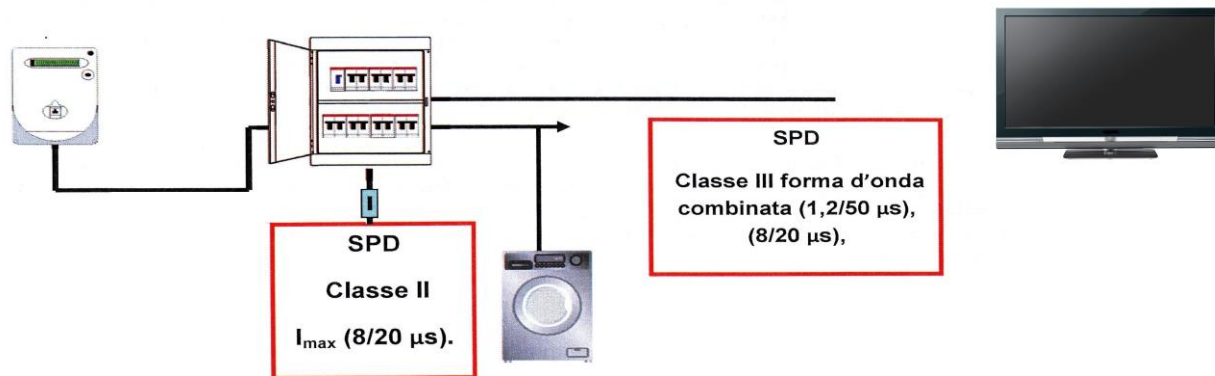 SPD
Classe II
Imax (8/20 µs).
SPD
Classe III forma d'onda
combinata (1,2/50 µs),
(8/20 µs),